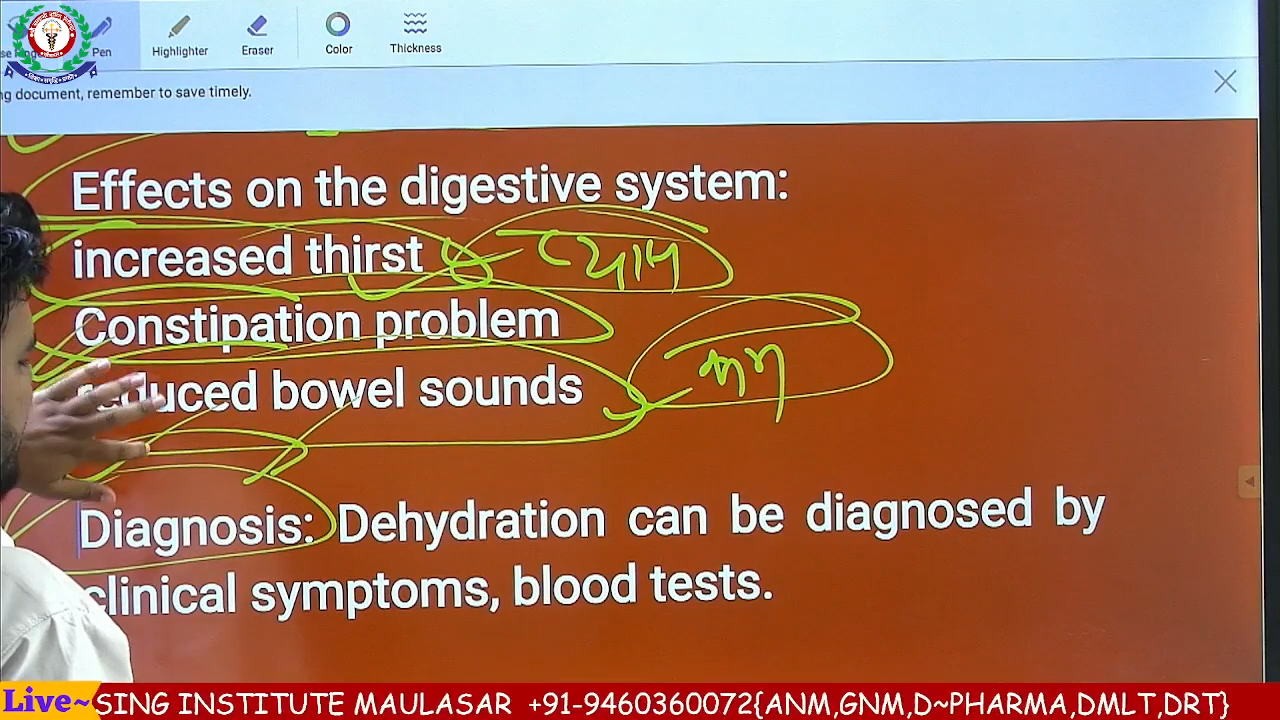 Pen
Highlighter
Eraser
Color
Thickness
ng document, remember to save timely.
Effects on the digestive system:
increased thirst
प्यास
Constipation problem
reduced bowel sounds
Diagnosis: Dehydration can be diagnosed by
clinical symptoms, blood tests.
Live~ SING INSTITUTE MAULASAR +91-9460360072{ANM,GNM,D~PHARMA,DMLT,DRT}